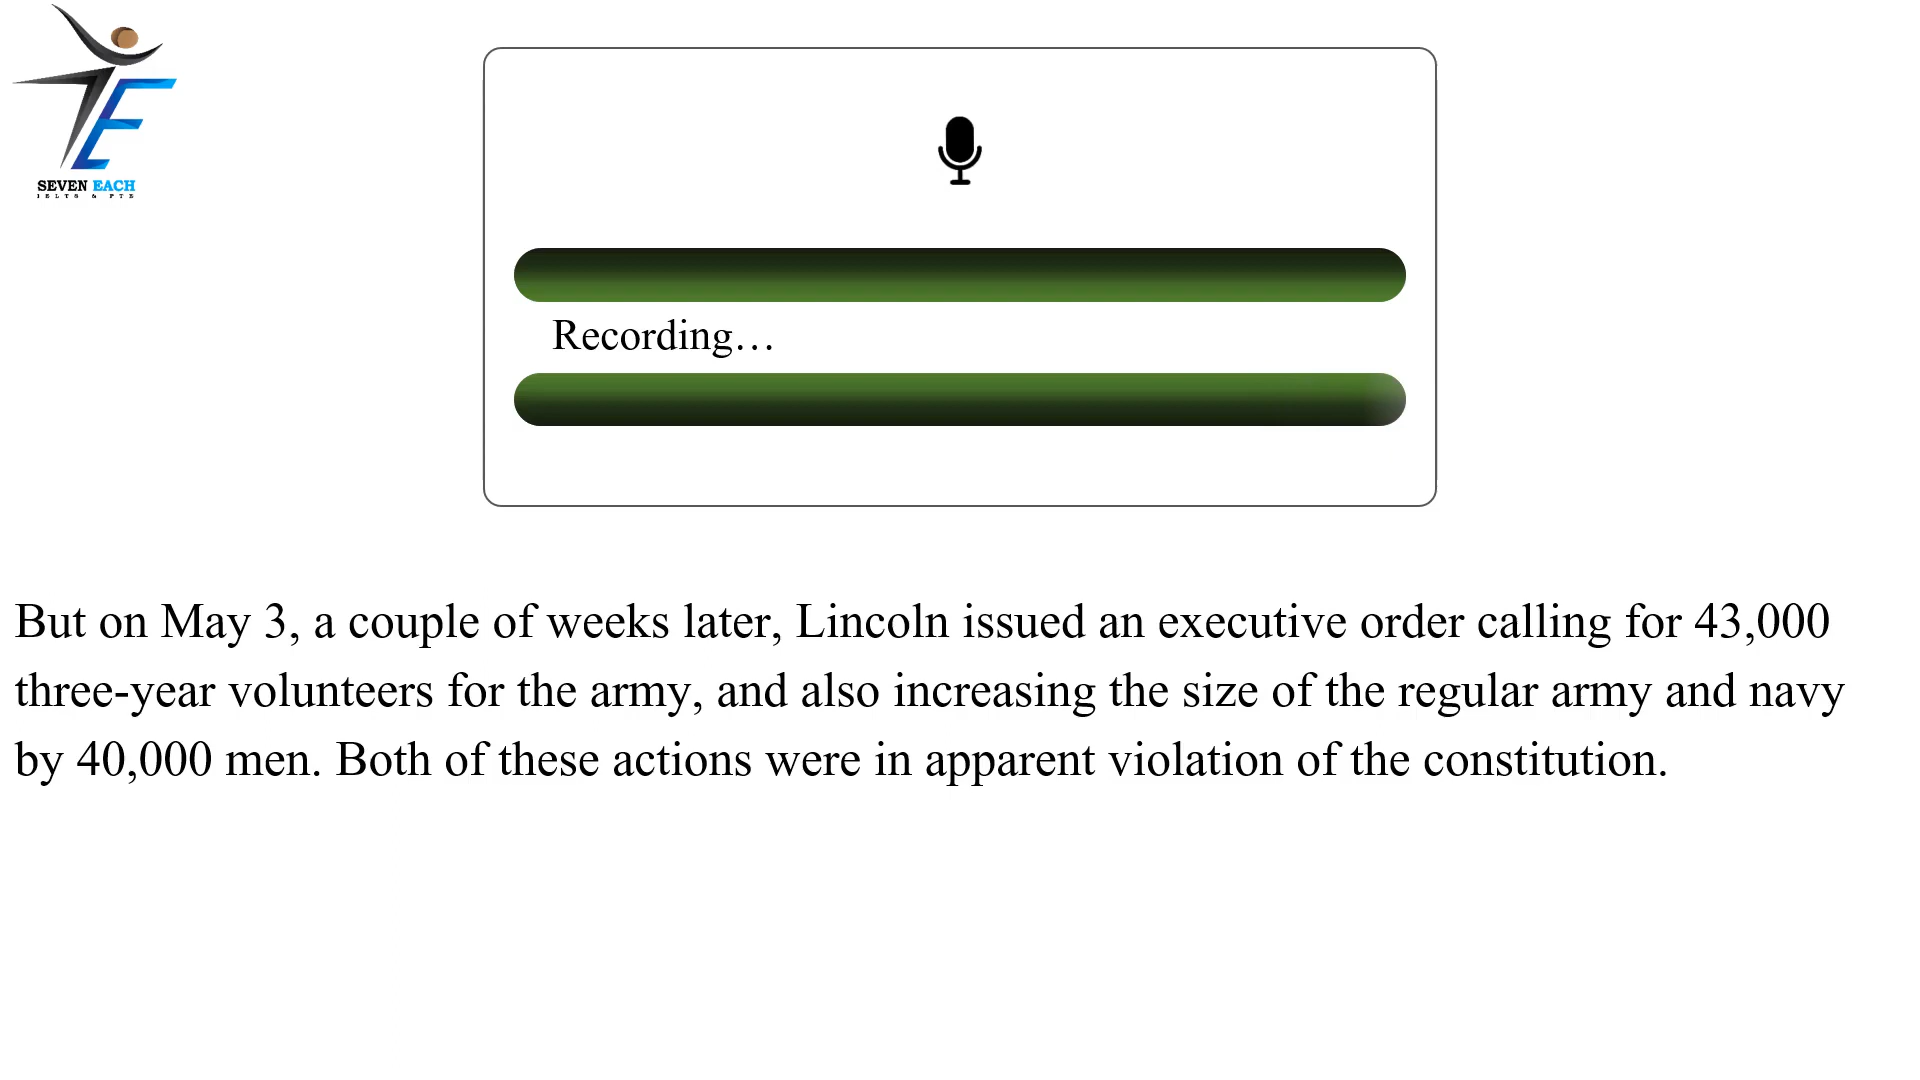 SEVEN EACH
IELTS & PTE
Recording…
But on May 3, a couple of weeks later, Lincoln issued an executive order calling for 43,000
three-year volunteers for the army, and also increasing the size of the regular army and navy
by 40,000 men. Both of these actions were in apparent violation of the constitution.